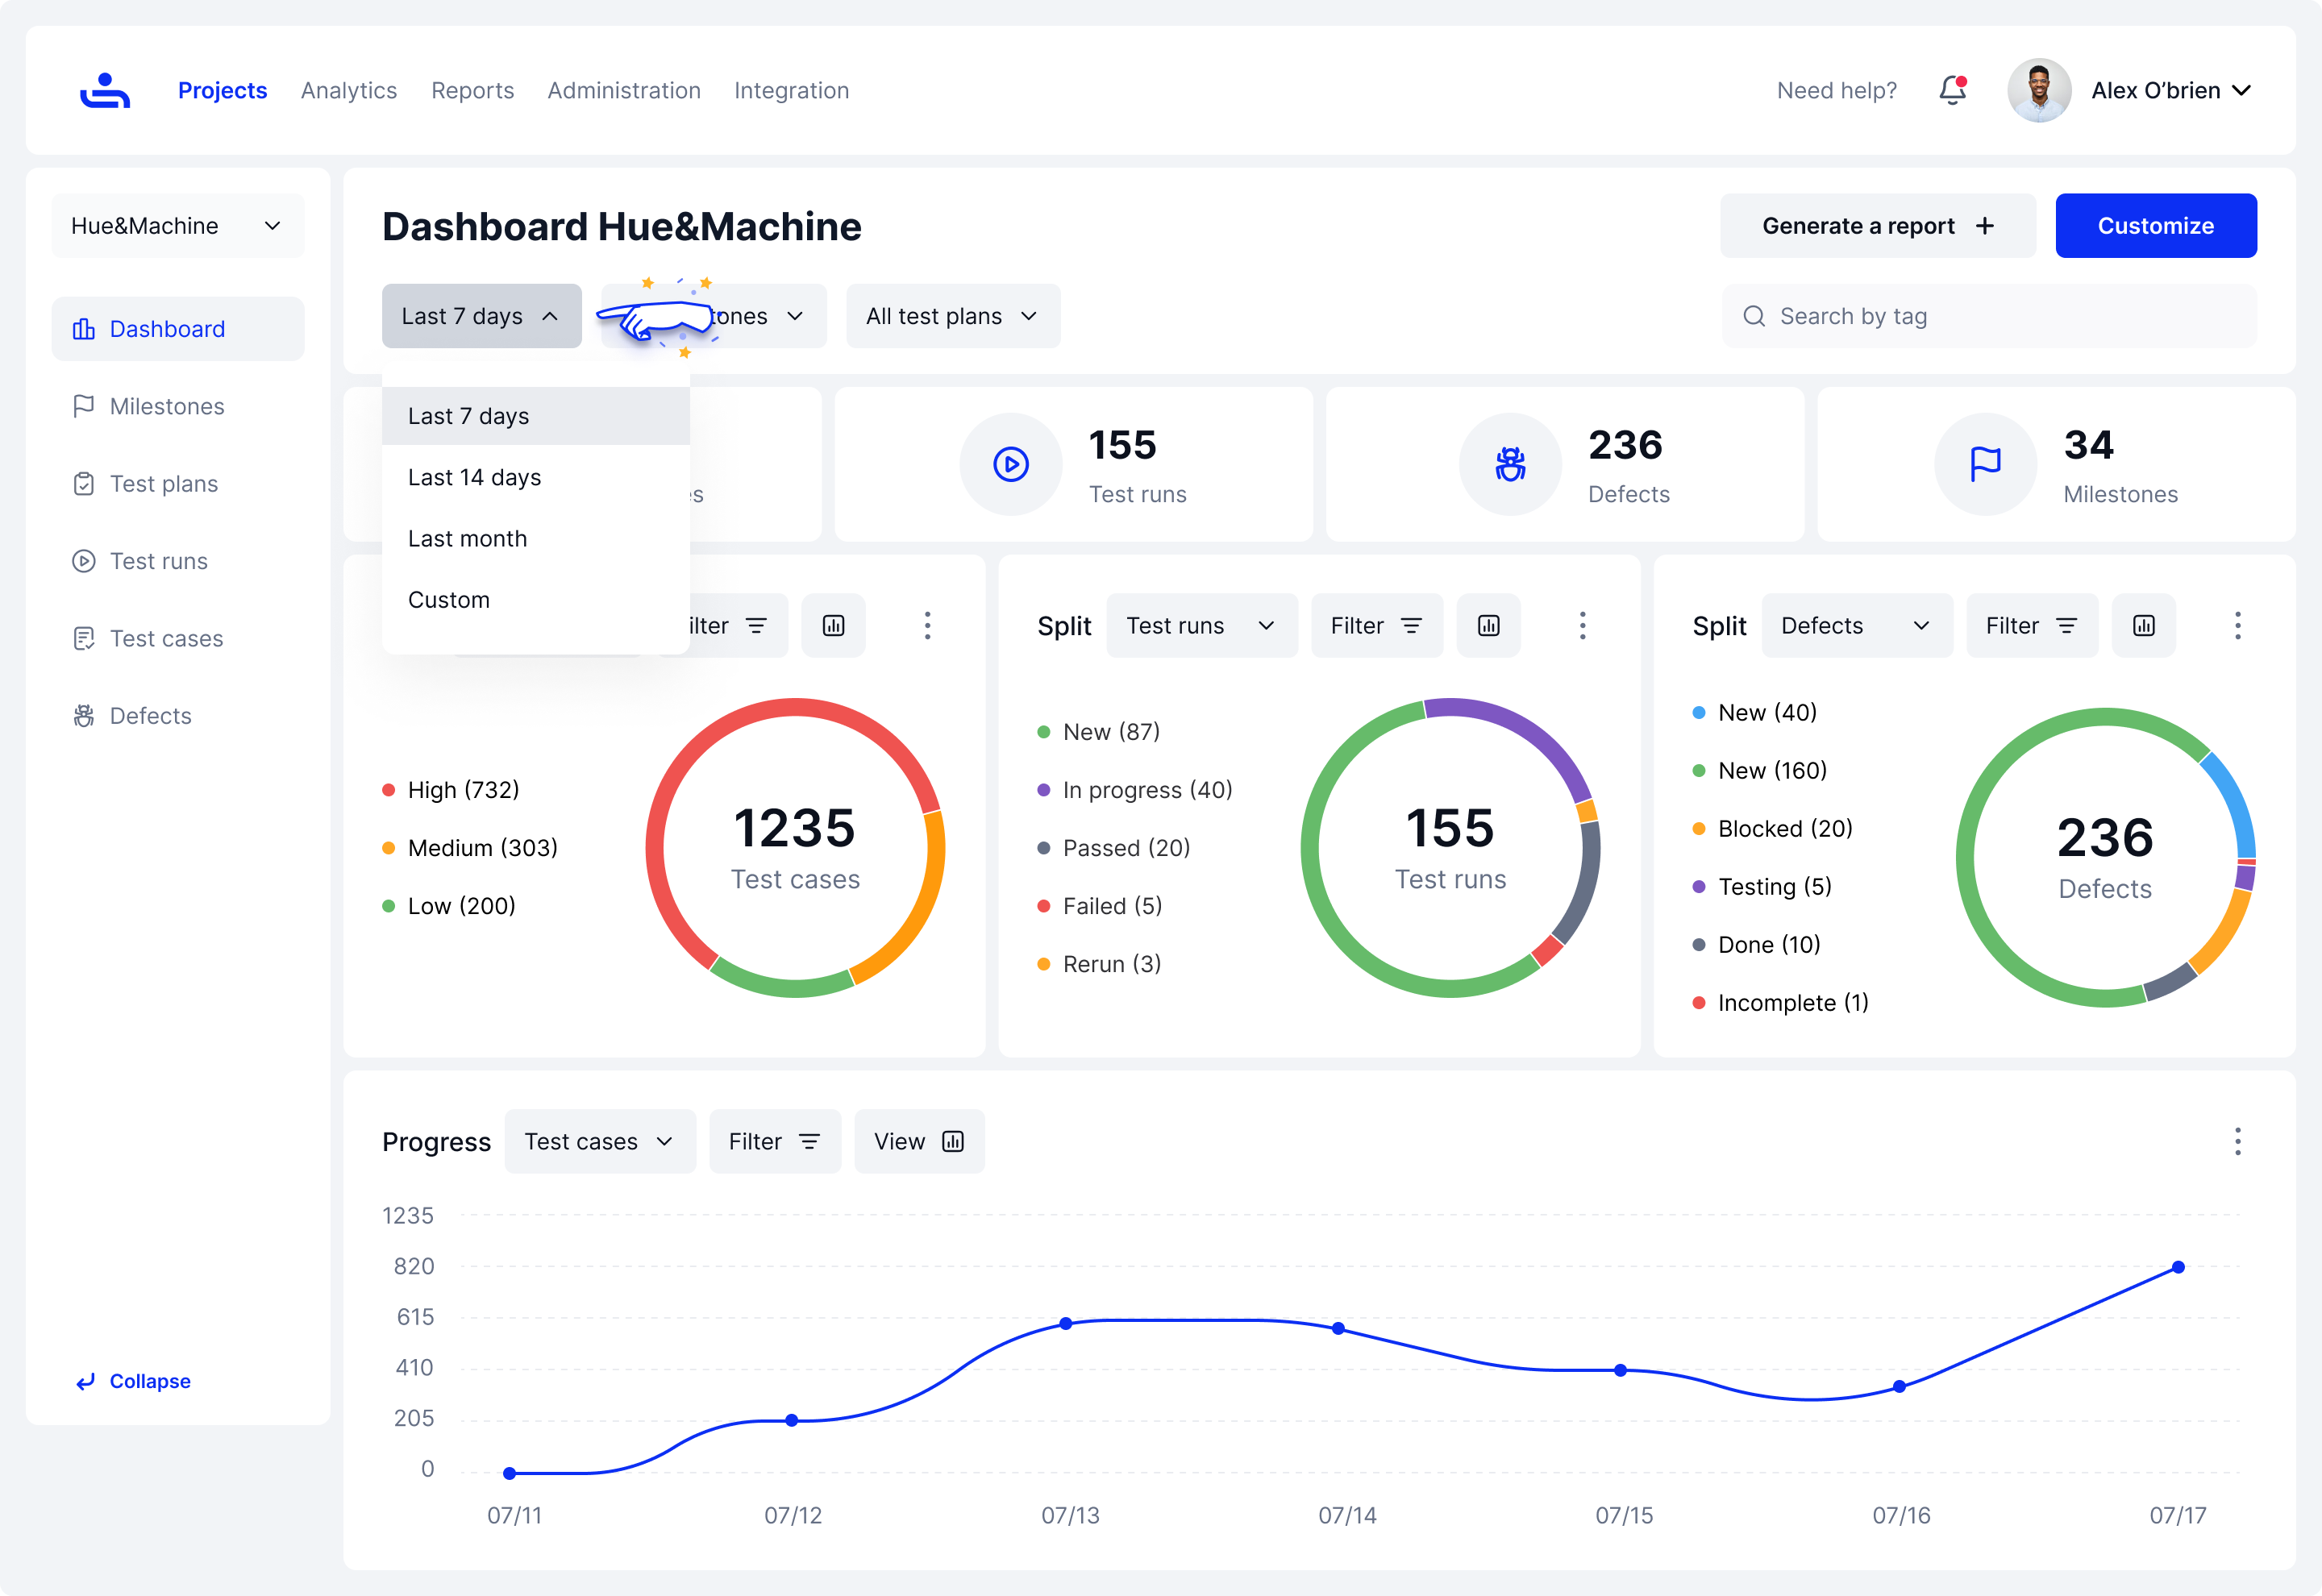 Projects Analytics Reports Administration Integration Need help? Alex O’brien
Hue&Machine
Dashboard
Milestones
Test plans
Test runs
Test cases
Defects
Collapse
Dashboard Hue&Machine
Generate a report Customize
Last 7 days All test plans
Search by tag
Last 7 days
Last 14 days
Last month
Custom
155
Test runs
236
Defects
34
Milestones
High (732)
Medium (303)
Low (200)
1235
Test cases
Split Test runs Filter
New (87)
In progress (40)
Passed (20)
Failed (5)
Rerun (3)
155
Test runs
Split Defects Filter
New (40)
New (160)
Blocked (20)
Testing (5)
Done (10)
Incomplete (1)
236
Defects
Progress Test cases Filter View
1235
820
615
410
205
0
07/11 07/12 07/13 07/14 07/15 07/16 07/17